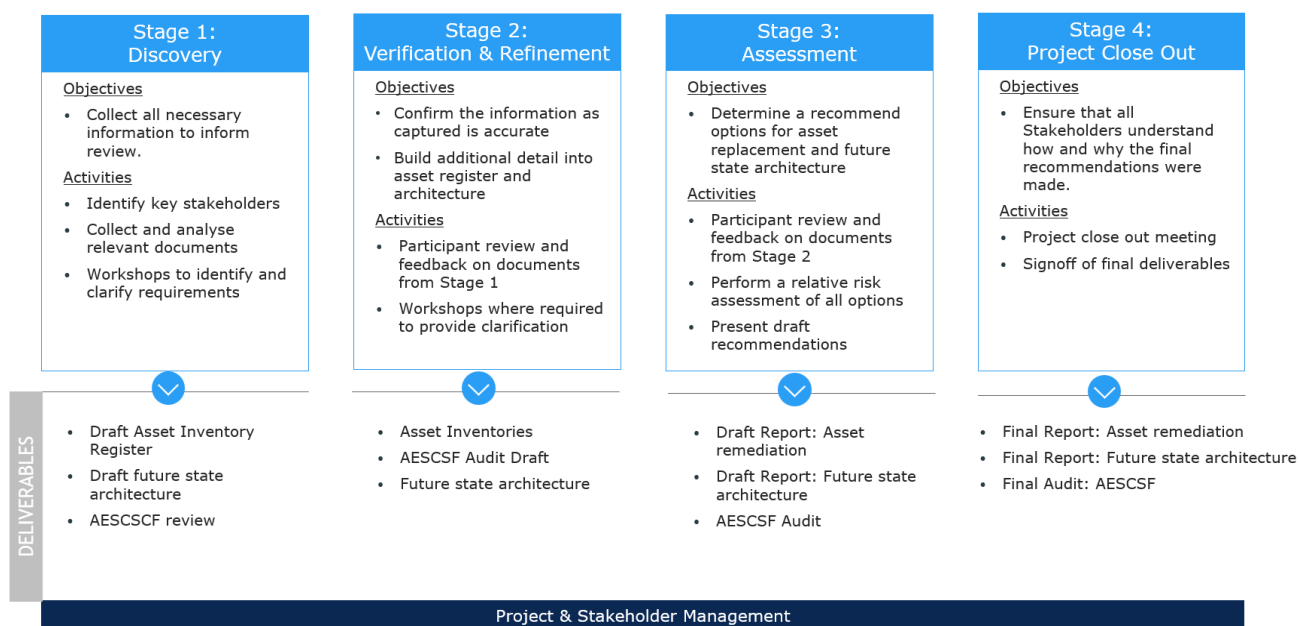 Stage 1:
Discovery
Objectives
• Collect all necessary
information to inform
review.
Activities
• Identify key stakeholders
• Collect and analyse
relevant documents
• Workshops to identify and
clarify requirements
Stage 2:
Verification & Refinement
Objectives
• Confirm the information as
captured is accurate
• Build additional detail into
asset register and
architecture
Activities
• Participant review and
feedback on documents
from Stage 1
• Workshops where required
to provide clarification
Stage 3:
Assessment
Objectives
• Determine a recommend
options for asset
replacement and future
state architecture
Activities
• Participant review and
feedback on documents
from Stage 2
• Perform a relative risk
assessment of all options
• Present draft
recommendations
Stage 4:
Project Close Out
Objectives
• Ensure that all
Stakeholders understand
how and why the final
recommendations were
made.
Activities
• Project close out meeting
• Signoff of final deliverables
DELIVERABLES
• Draft Asset Inventory
Register
• Draft future state
architecture
• AESCSCF review
• Asset Inventories
• AESCSF Audit Draft
• Future state architecture
• Draft Report: Asset
remediation
• Draft Report: Future state
architecture
• AESCSF Audit
• Final Report: Asset remediation
• Final Report: Future state architecture
• Final Audit: AESCSF
Project & Stakeholder Management